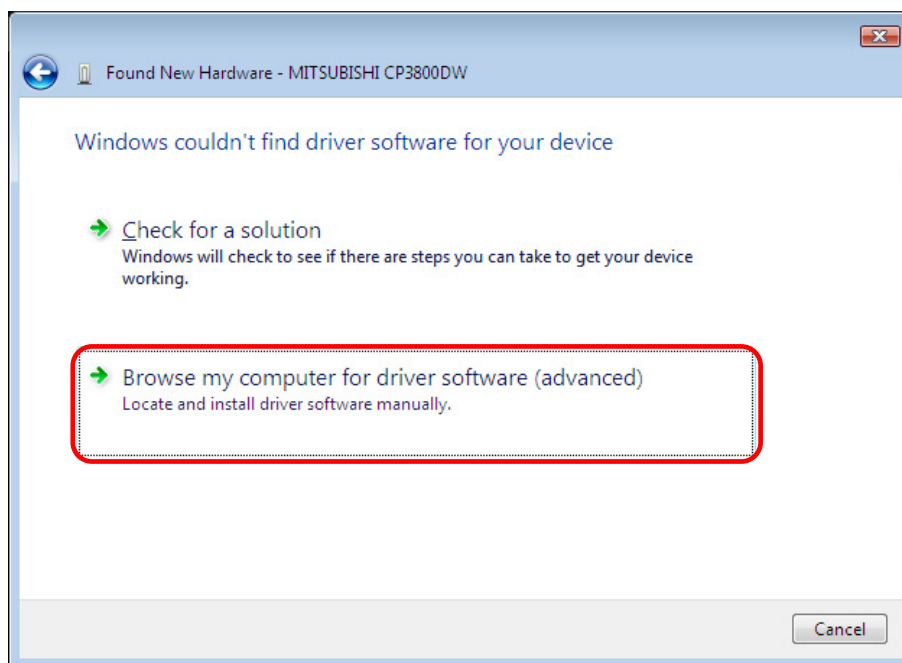 Found New Hardware - MITSUBISHI CP3800DW
Windows couldn't find driver software for your device
Check for a solution
Windows will check to see if there are steps you can take to get your device
working.
Browse my computer for driver software (advanced)
Locate and install driver software manually.
Cancel